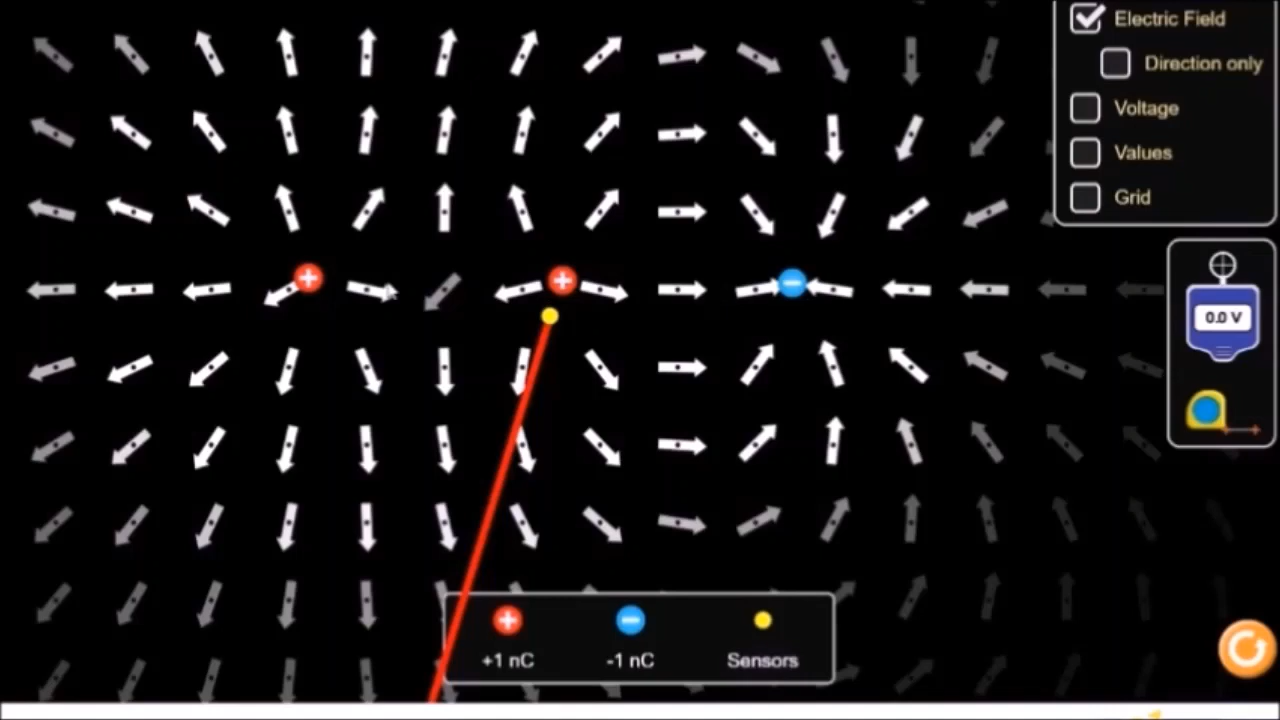 Electric Field
Direction only
Voltage
Values
Grid
0.0 V
+1 nC
-1 nC
Sensors